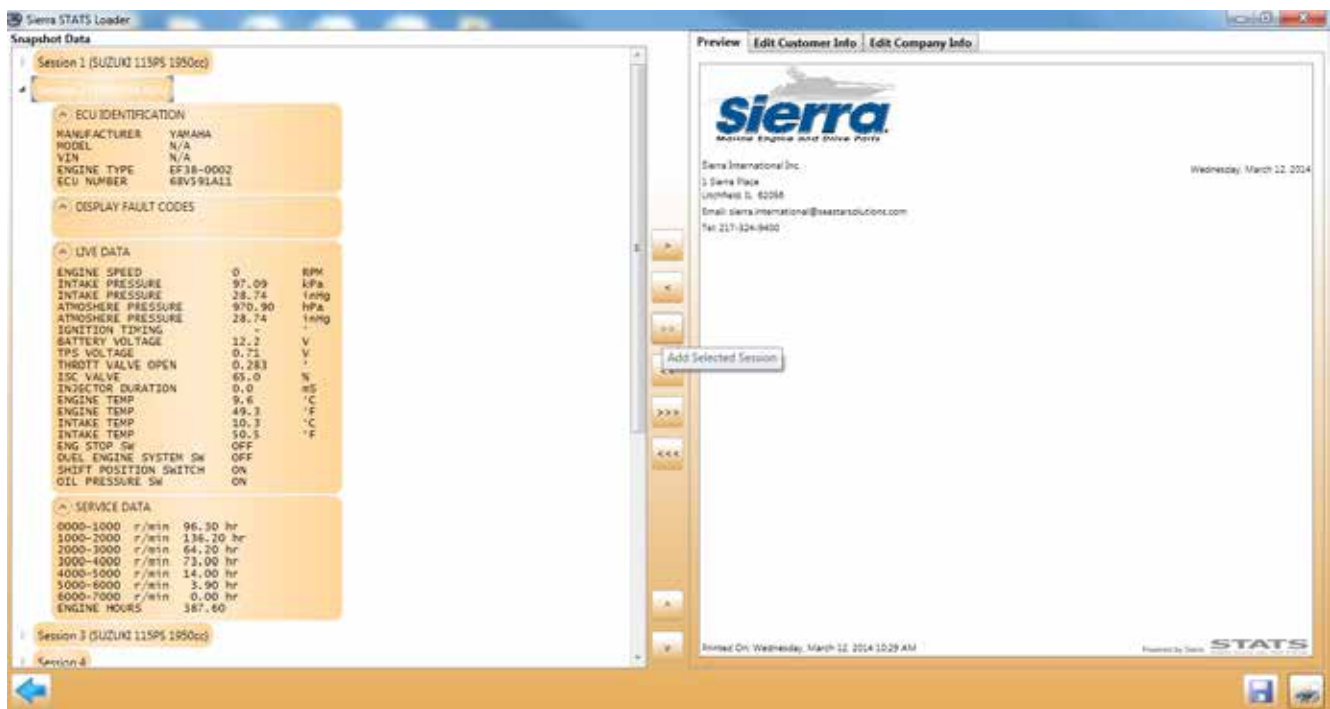 Sierra STATS Loader
Snapshot Data
Session 1 (SUZUKI 115PS 1950cc)
ECU IDENTIFICATION
MANUFACTURER YAMAHA
MODEL N/A
VIN N/A
ENGINE TYPE EF38-0002
ECU NUMBER 68V591A11
DISPLAY FAULT CODES
LIVE DATA
ENGINE SPEED 0 RPM
INTAKE PRESSURE 97.09 kPa
INTAKE PRESSURE 28.74 inHg
ATMOSHERE PRESSURE 970.90 hPa
ATMOSHERE PRESSURE 28.74 inHg
IGNITION TIMING - °
BATTERY VOLTAGE 12.2 V
TPS VOLTAGE 0.71 V
THROTT VALVE OPEN 0.283 °
ISC VALVE 65.0 %
INJECTOR DURATION 0.0 mS
ENGINE TEMP 9.6 °C
ENGINE TEMP 49.3 °F
INTAKE TEMP 10.3 °C
INTAKE TEMP 50.5 °F
ENG STOP SW OFF
DUEL ENGINE SYSTEM SW OFF
SHIFT POSITION SWITCH ON
OIL PRESSURE SW ON
SERVICE DATA
0000-1000 r/min 96.30 hr
1000-2000 r/min 136.20 hr
2000-3000 r/min 64.20 hr
3000-4000 r/min 73.00 hr
4000-5000 r/min 14.00 hr
5000-6000 r/min 3.90 hr
6000-7000 r/min 0.00 hr
ENGINE HOURS 387.60
Session 3 (SUZUKI 115PS 1950cc)
Session 4
>
<
>>
Add Selected Session
<<
>>>
<<<
Preview Edit Customer Info Edit Company Info
Sierra
Marine Engine and Drive Parts
Sierra International Inc.
Wednesday, March 12, 2014
1 Sierra Place
Litchfield IL 62056
Email: sierra.international@seastarsolutions.com
Tel: 217-324-9400
Printed On: Wednesday, March 12, 2014 10:29 AM
Powered by Sierra STATS